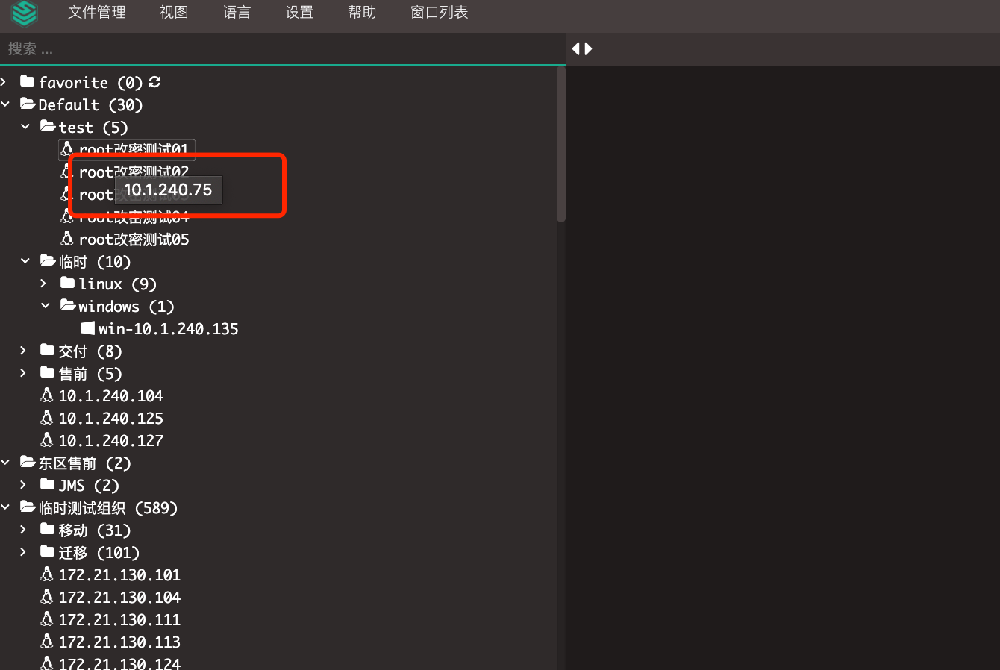 文件管理 视图 语言 设置 帮助 窗口列表
搜索 ...
favorite (0)
Default (30)
test (5)
root改密测试01
root改密测试02
10.1.240.75
root
root改密测试04
root改密测试05
临时 (10)
linux (9)
windows (1)
win-10.1.240.135
交付 (8)
售前 (5)
10.1.240.104
10.1.240.125
10.1.240.127
东区售前 (2)
JMS (2)
临时测试组织 (589)
移动 (31)
迁移 (101)
172.21.130.101
172.21.130.104
172.21.130.111
172.21.130.113
172.21.130.124